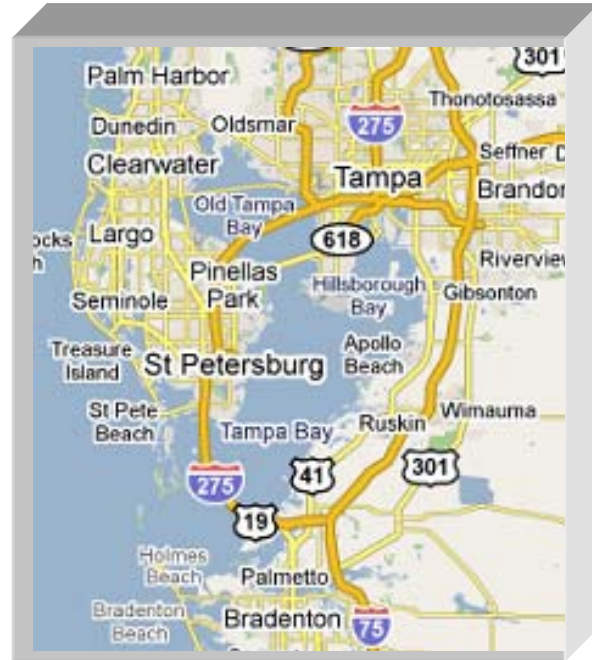 301
Palm Harbor
Thonotosassa
Dunedin
Oldsmar
275
Clearwater
Seffner
Tampa
Brandon
Old Tampa
Bay
Largo
618
Pinellas
Park
Riverview
Hillsborough
Bay
Gibsonton
Seminole
Treasure
Island
Apollo
Beach
St Petersburg
St Pete
Beach
Wimauma
Ruskin
Tampa Bay
41
301
275
19
Holmes
Beach
Palmetto
Bradenton
Beach
Bradenton
75